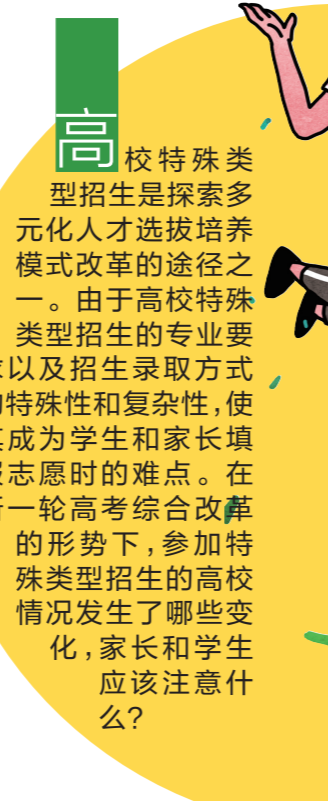 高校特殊类
型招生是探索多
元化人才选拔培养
模式改革的途径之
一。由于高校特殊
类型招生的专业要
求以及招生录取方式
的特殊性和复杂性,使
其成为学生和家长填
报志愿时的难点。在
新一轮高考综合改革
的形势下,参加特
殊类型招生的高校
情况发生了哪些变
化,家长和学生
应该注意什
么?